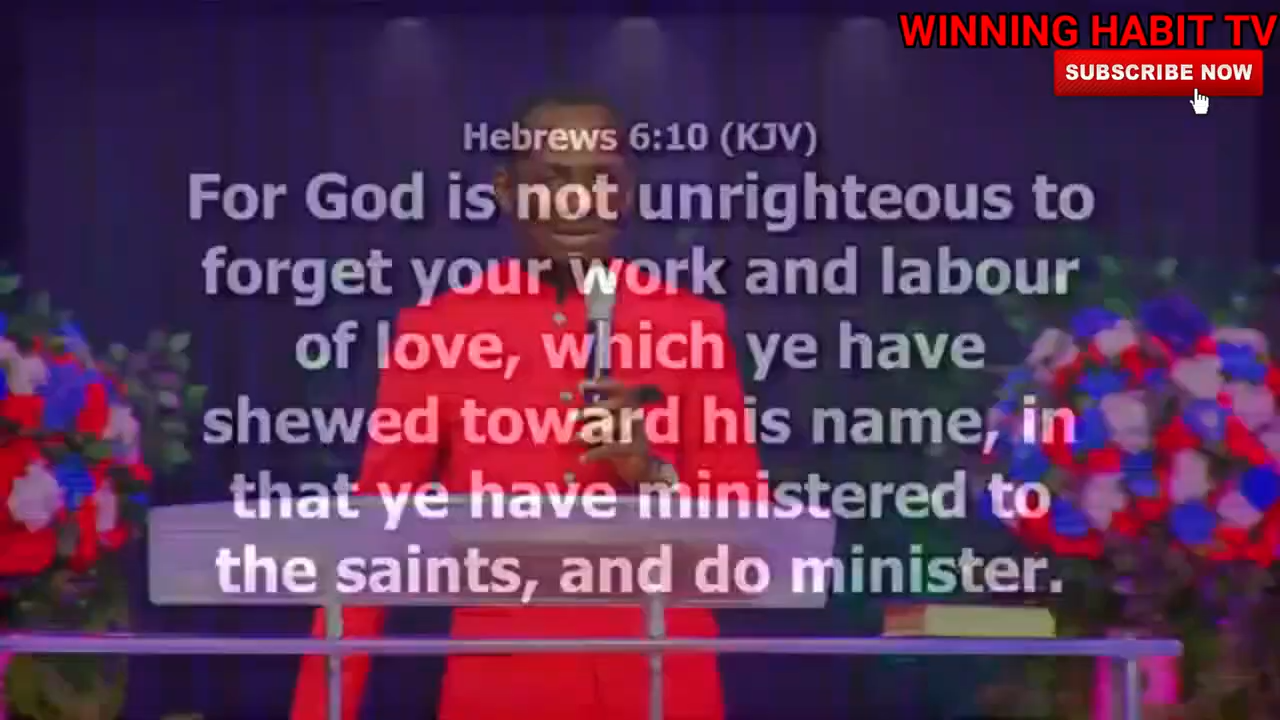 WINNING HABIT TV
SUBSCRIBE NOW
Hebrews 6:10 (KJV)
For God is not unrighteous to
forget your work and labour
of love, which ye have
shewed toward his name, in
that ye have ministered to
the saints, and do minister.